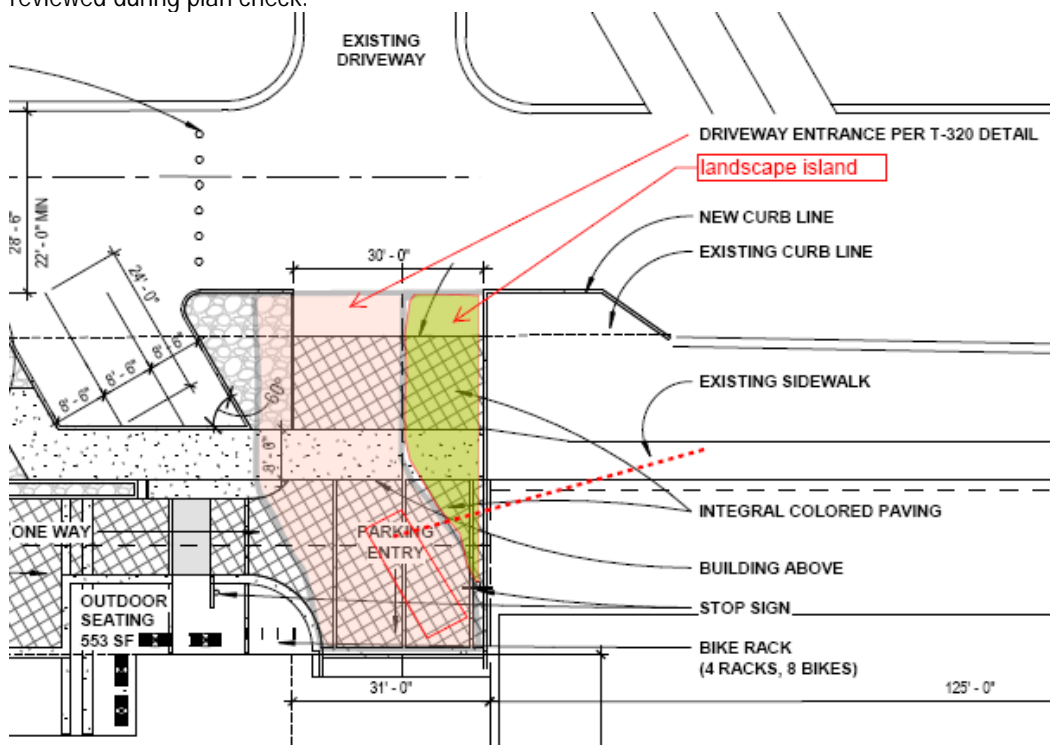 reviewed during plan check.
EXISTING
DRIVEWAY
DRIVEWAY ENTRANCE PER T-320 DETAIL
landscape island
NEW CURB LINE
EXISTING CURB LINE
28' - 6"
22' - 0" MIN
24' - 0"
30' - 0"
8' - 6"
8' - 6"
8' - 6"
60°
EXISTING SIDEWALK
8' - 0"
INTEGRAL COLORED PAVING
ONE WAY
PARKING
ENTRY
BUILDING ABOVE
OUTDOOR
SEATING
553 SF
STOP SIGN
BIKE RACK
(4 RACKS, 8 BIKES)
31' - 0"
125' - 0"